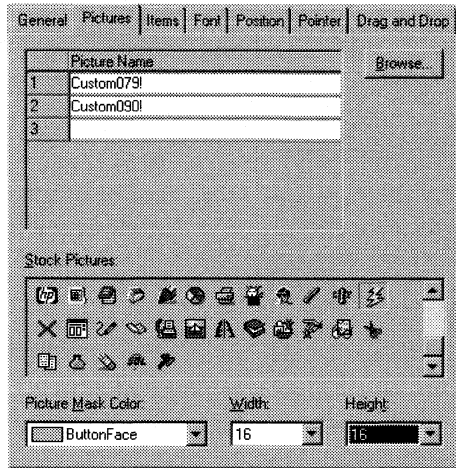 General Pictures Items Font Position Pointer Drag and Drop
Picture Name
Browse...
1 Custom079!
2 Custom090!
3
Stock Pictures:
hp
Picture Mask Color: Width: Height:
ButtonFace 16 16